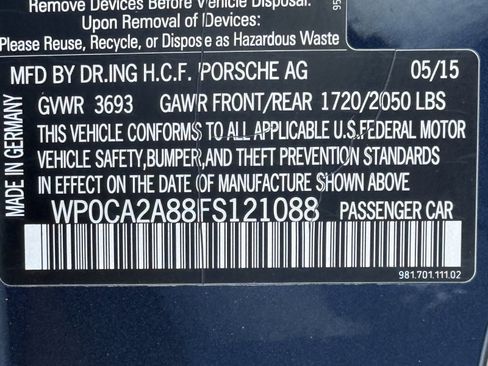 Remove Devices Before Vehicle Disposal.
Upon Removal of Devices:
Please Reuse, Recycle, or Dispose as Hazardous Waste
95
MFD BY DR.ING H.C.F. PORSCHE AG 05/15
GVWR 3693 GAWR FRONT/REAR 1720/2050 LBS
THIS VEHICLE CONFORMS TO ALL APPLICABLE U.S.FEDERAL MOTOR
VEHICLE SAFETY,BUMPER,AND THEFT PREVENTION STANDARDS
IN EFFECT ON THE DATE OF MANUFACTURE SHOWN ABOVE.
MADE IN GERMANY
WP0CA2A88FS121088 PASSENGER CAR
981.701.111.02